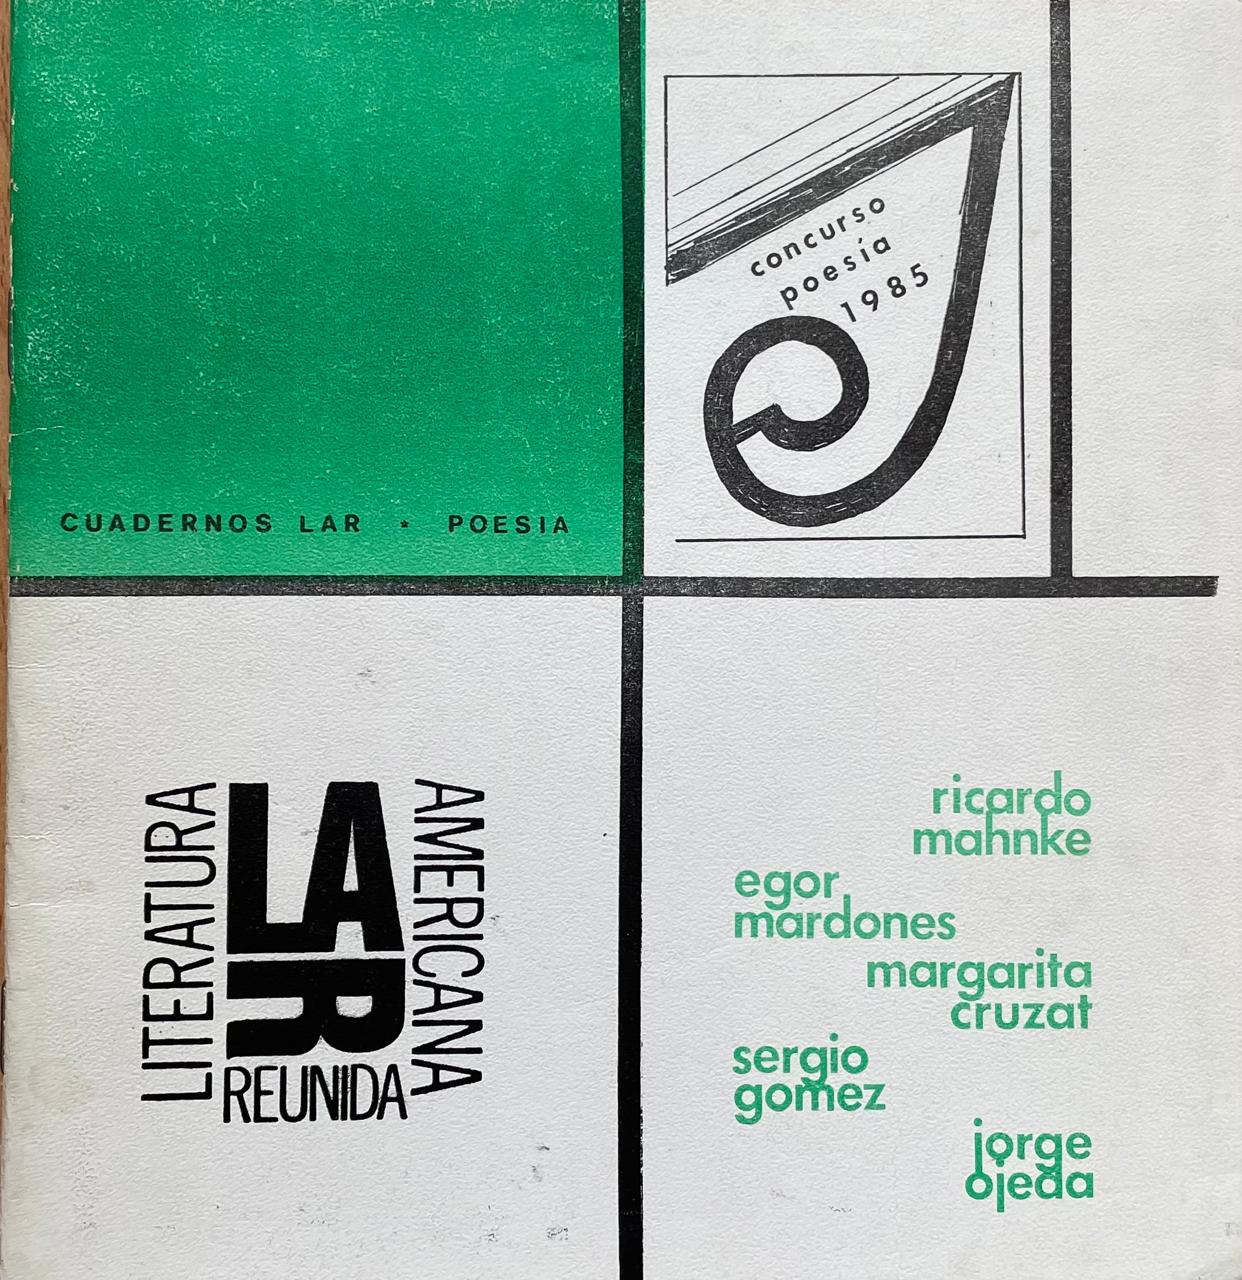 concurso
poesía
1985
CUADERNOS LAR * POESIA
LITERATURA
LAR
AMERICANA
REUNIDA
ricardo
mahnke
egor
mardones
margarita
cruzat
sergio
gomez
jorge
ojeda